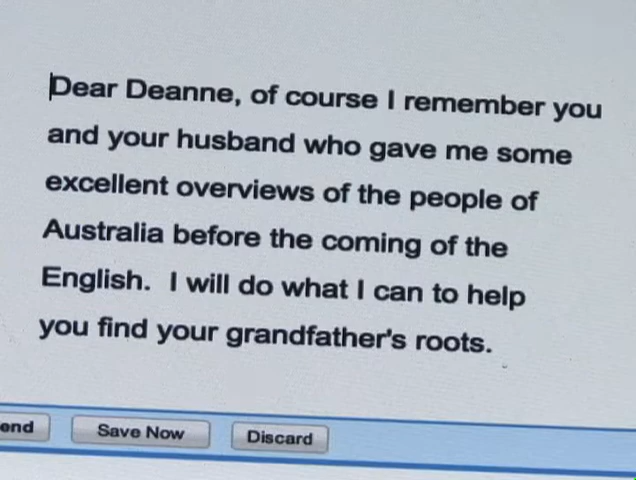 Dear Deanne, of course I remember you
and your husband who gave me some
excellent overviews of the people of
Australia before the coming of the
English.  I will do what I can to help
you find your grandfather's roots.
end Save Now Discard